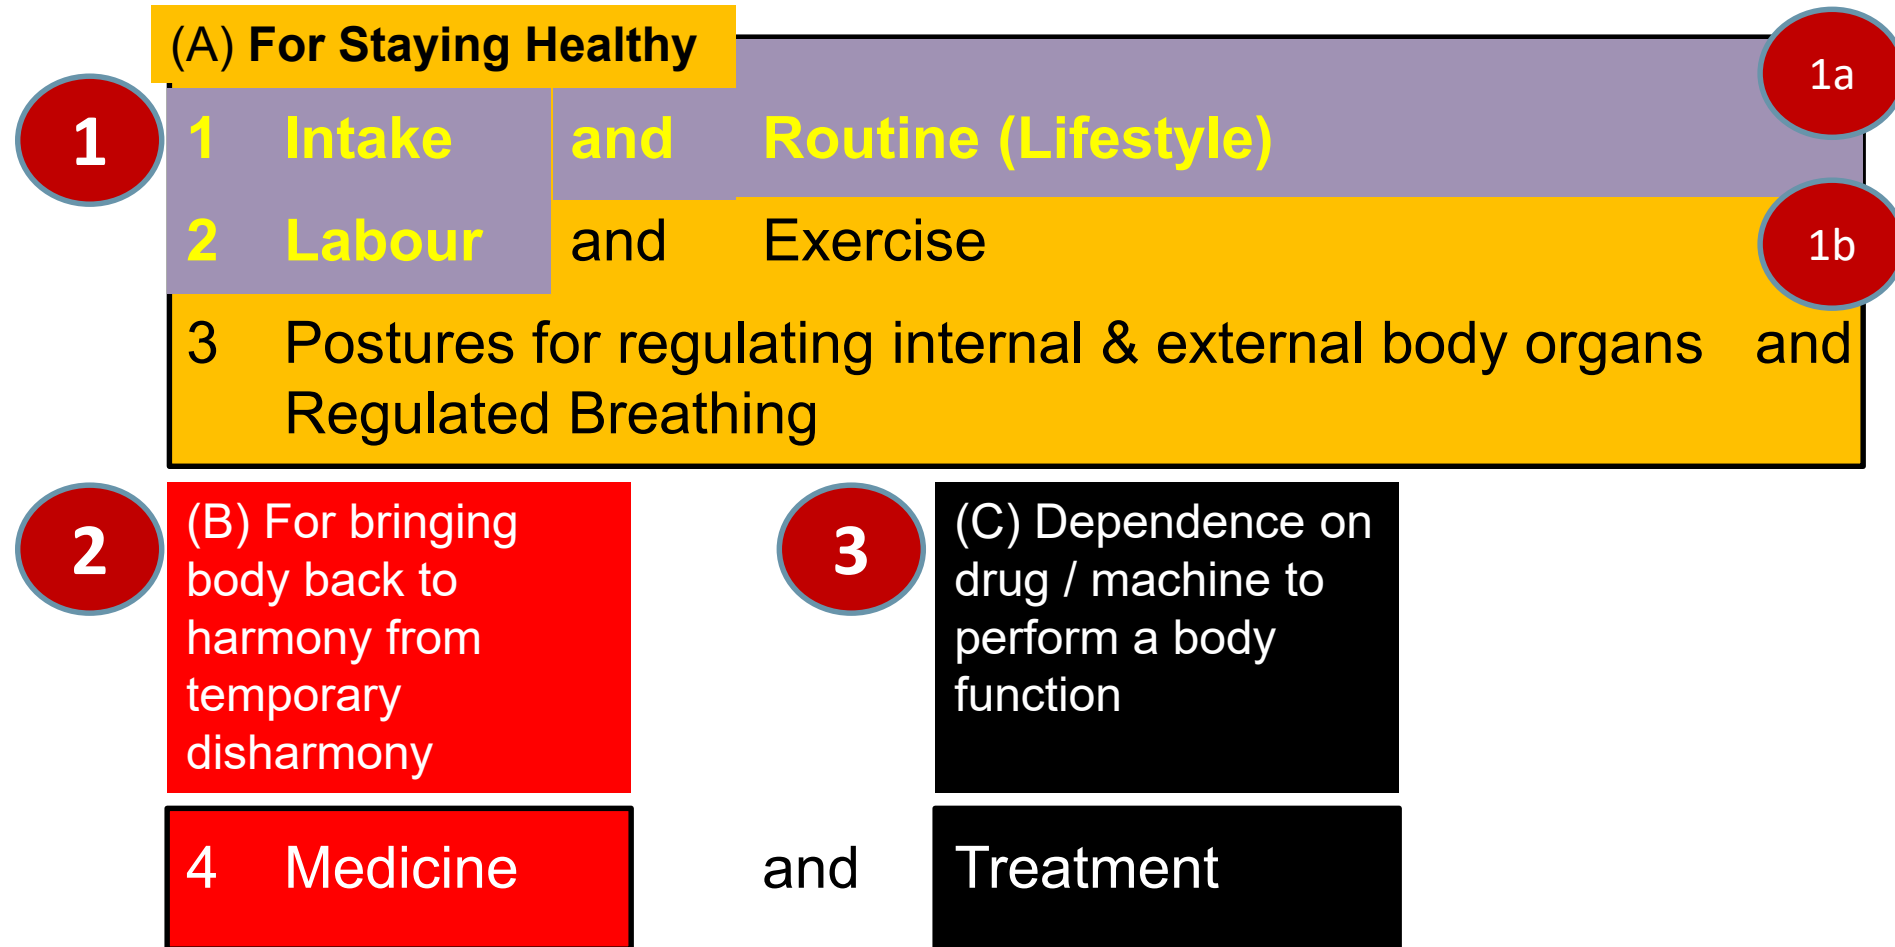 (A) For Staying Healthy
1a
1
1 Intake and Routine (Lifestyle)
2 Labour and Exercise
1b
3 Postures for regulating internal & external body organs and
Regulated Breathing
2
(B) For bringing
body back to
harmony from
temporary
disharmony
3
(C) Dependence on
drug / machine to
perform a body
function
4 Medicine and Treatment